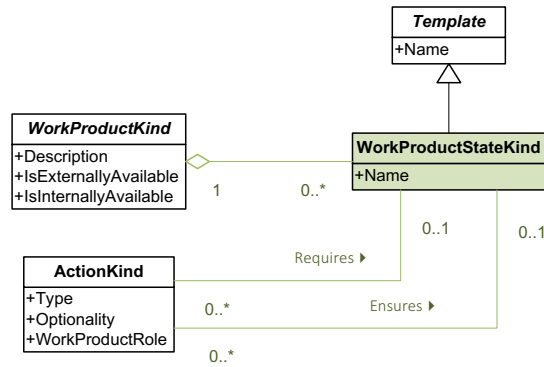 Template
+Name
WorkProductKind
+Description
+IsExternallyAvailable
+IsInternallyAvailable
WorkProductStateKind
+Name
1
0..*
0..1
0..1
Requires
ActionKind
+Type
+Optionality
+WorkProductRole
0..*
Ensures
0..*